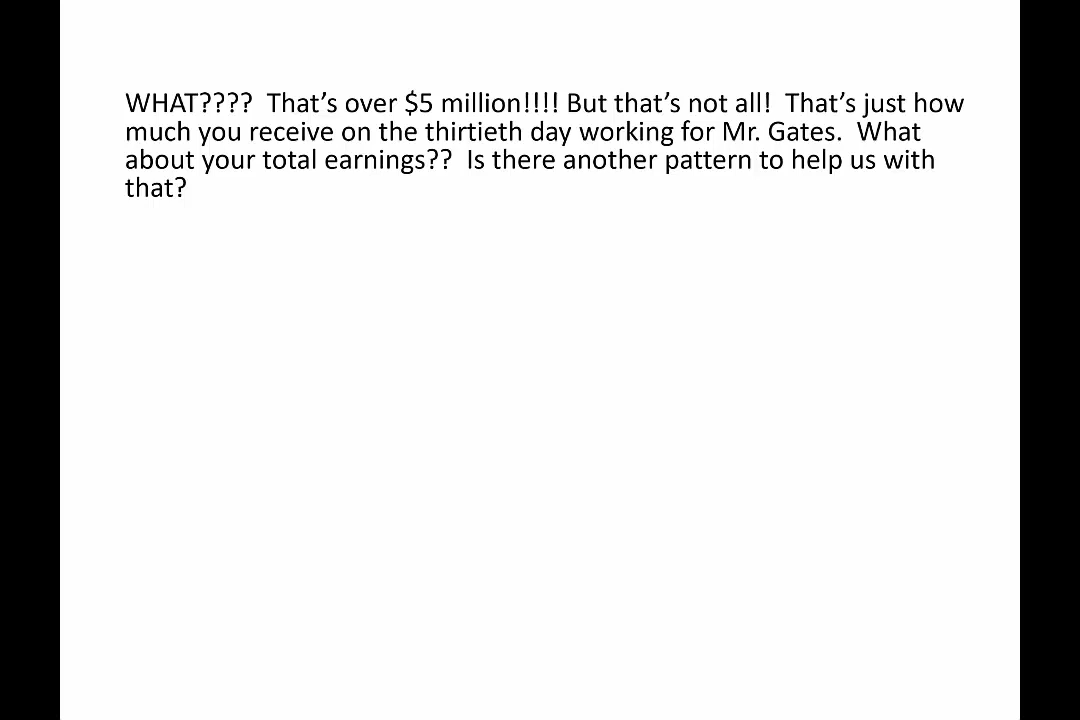 WHAT????  That’s over $5 million!!!! But that’s not all!  That’s just how
much you receive on the thirtieth day working for Mr. Gates.  What
about your total earnings??  Is there another pattern to help us with
that?